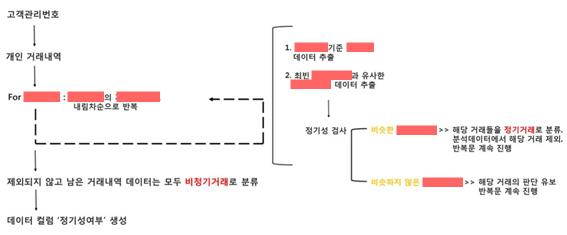 고객관리번호
개인 거래내역
For : 의
내림차순으로 반복
제외되지 않고 남은 거래내역 데이터는 모두 비정기거래로 분류
데이터 컬럼 '정기성여부' 생성
1. 기준
데이터 추출
2. 최빈 과 유사한
데이터 추출
정기성 검사
비슷한 >> 해당 거래들을 정기거래로 분류,
분석데이터에서 해당 거래 제외,
반복문 계속 진행
비슷하지 않은 >> 해당 거래의 판단 유보
반복문 계속 진행